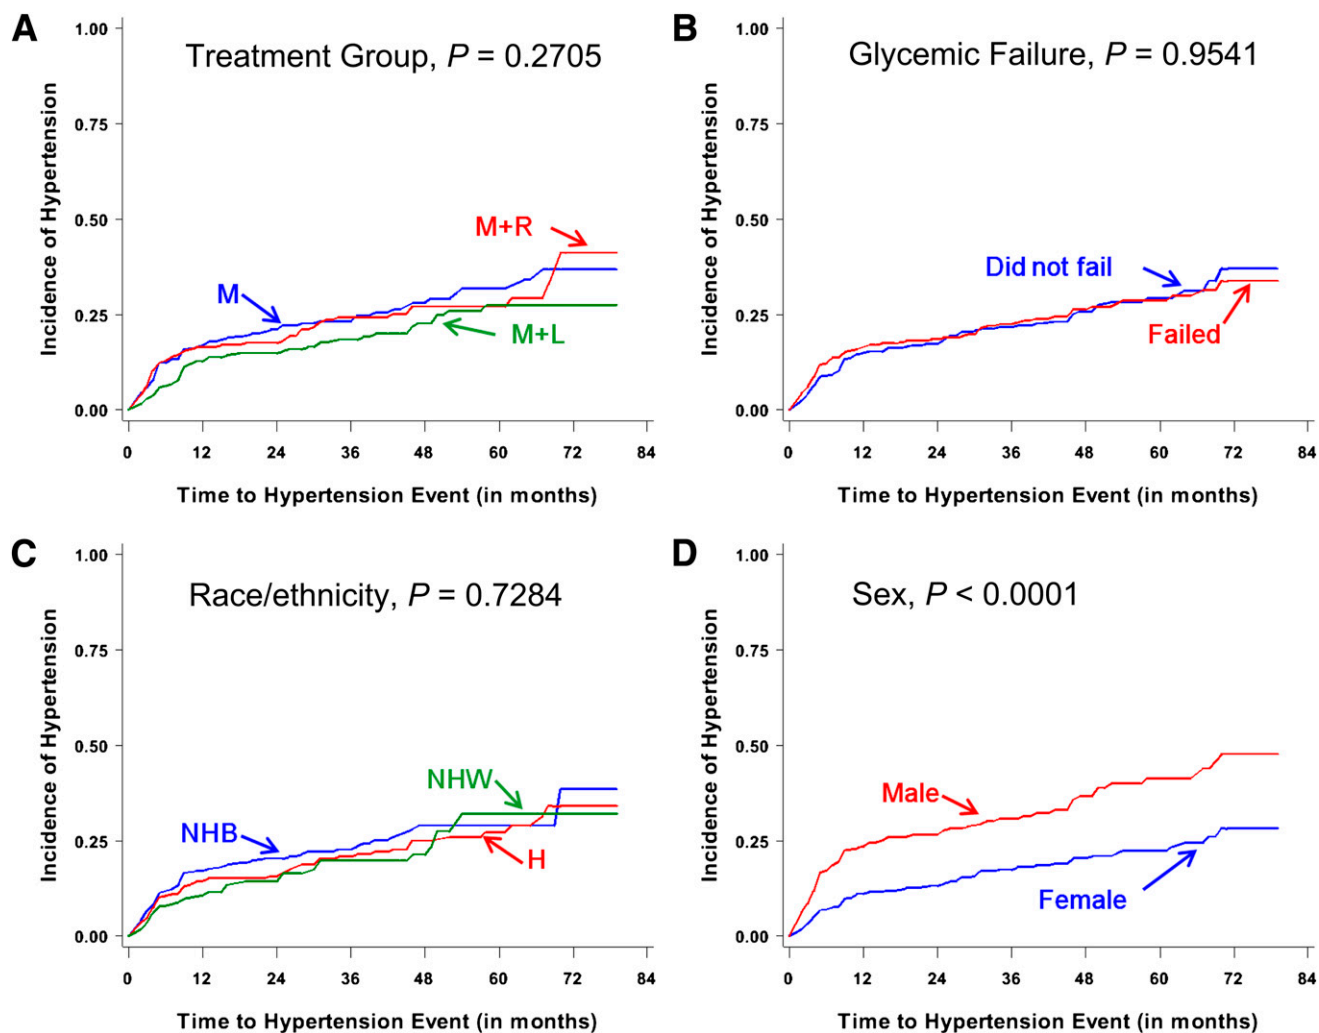 A
Treatment Group, P = 0.2705
Incidence of Hypertension
1.00
0.75
0.50
0.25
0.00
M+R
M
M+L
0 12 24 36 48 60 72 84
Time to Hypertension Event (in months)
B
Glycemic Failure, P = 0.9541
Incidence of Hypertension
1.00
0.75
0.50
0.25
0.00
Did not fail
Failed
0 12 24 36 48 60 72 84
Time to Hypertension Event (in months)
C
Race/ethnicity, P = 0.7284
Incidence of Hypertension
1.00
0.75
0.50
0.25
0.00
NHW
NHB
H
0 12 24 36 48 60 72 84
Time to Hypertension Event (in months)
D
Sex, P < 0.0001
Incidence of Hypertension
1.00
0.75
0.50
0.25
0.00
Male
Female
0 12 24 36 48 60 72 84
Time to Hypertension Event (in months)